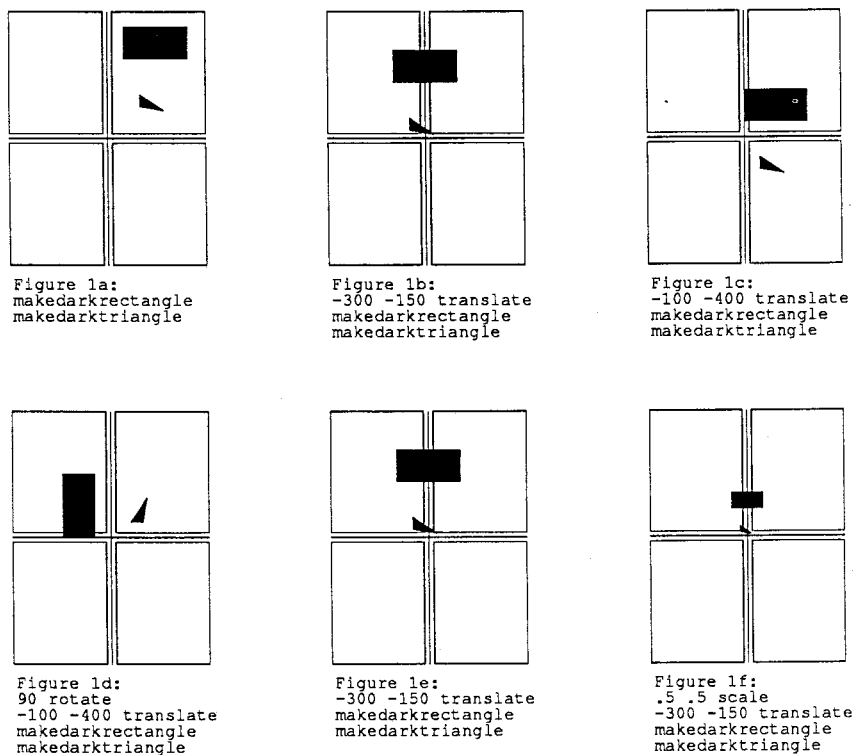 Figure 1a:
makedarkrectangle
makedarktriangle
Figure 1b:
-300 -150 translate
makedarkrectangle
makedarktriangle
Figure 1c:
-100 -400 translate
makedarkrectangle
makedarktriangle
Figure 1d:
90 rotate
-100 -400 translate
makedarkrectangle
makedarktriangle
Figure 1e:
-300 -150 translate
makedarkrectangle
makedarktriangle
Figure 1f:
.5 .5 scale
-300 -150 translate
makedarkrectangle
makedarktriangle